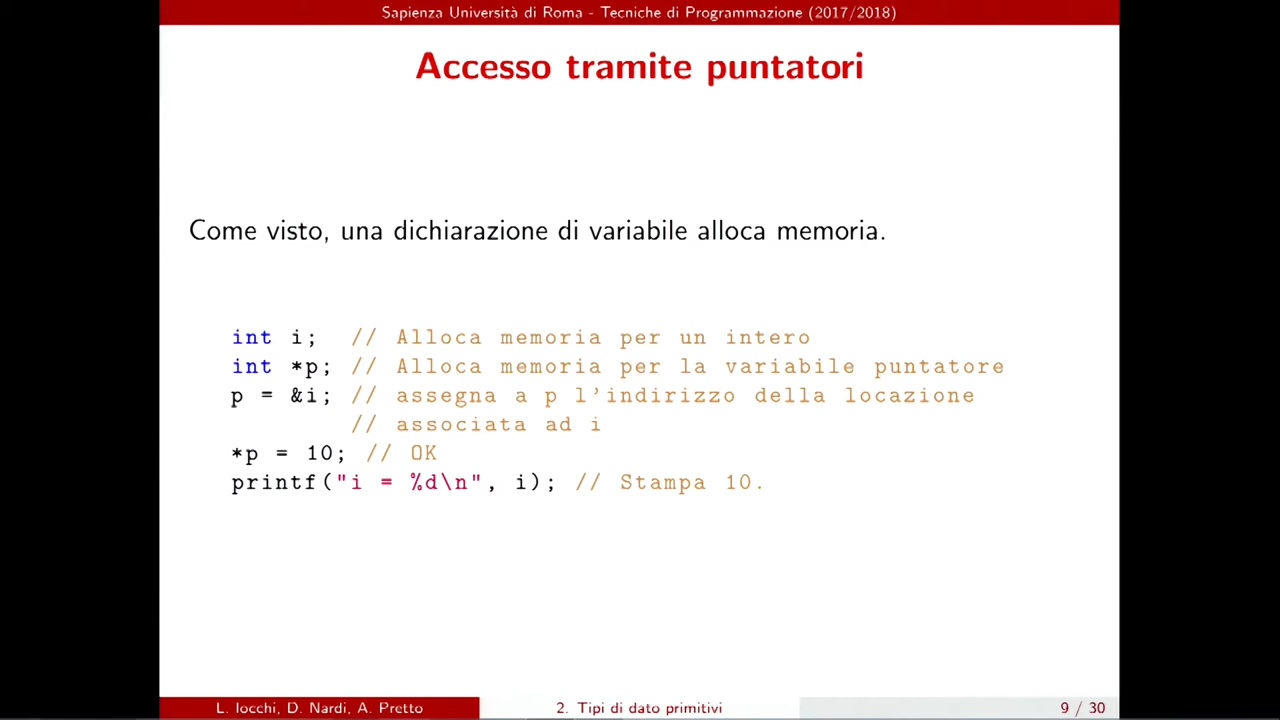 Sapienza Università di Roma - Tecniche di Programmazione (2017/2018)
Accesso tramite puntatori
Come visto, una dichiarazione di variabile alloca memoria.
int i; // Alloca memoria per un intero
int *p; // Alloca memoria per la variabile puntatore
p = &i; // assegna a p l'indirizzo della locazione
// associata ad i
*p = 10; // OK
printf("i = %d\n", i); // Stampa 10.
L. Iocchi, D. Nardi, A. Pretto
2. Tipi di dato primitivi
9 / 30